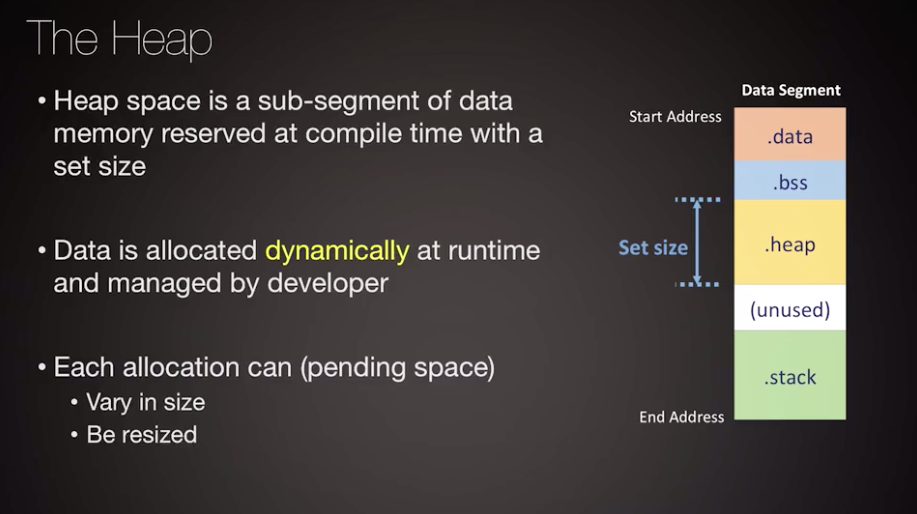 The Heap
• Heap space is a sub-segment of data
memory reserved at compile time with a
set size
• Data is allocated dynamically at runtime
and managed by developer
• Each allocation can (pending space)
• Vary in size
• Be resized
Data Segment
Start Address
.data
.bss
Set size
.heap
(unused)
.stack
End Address